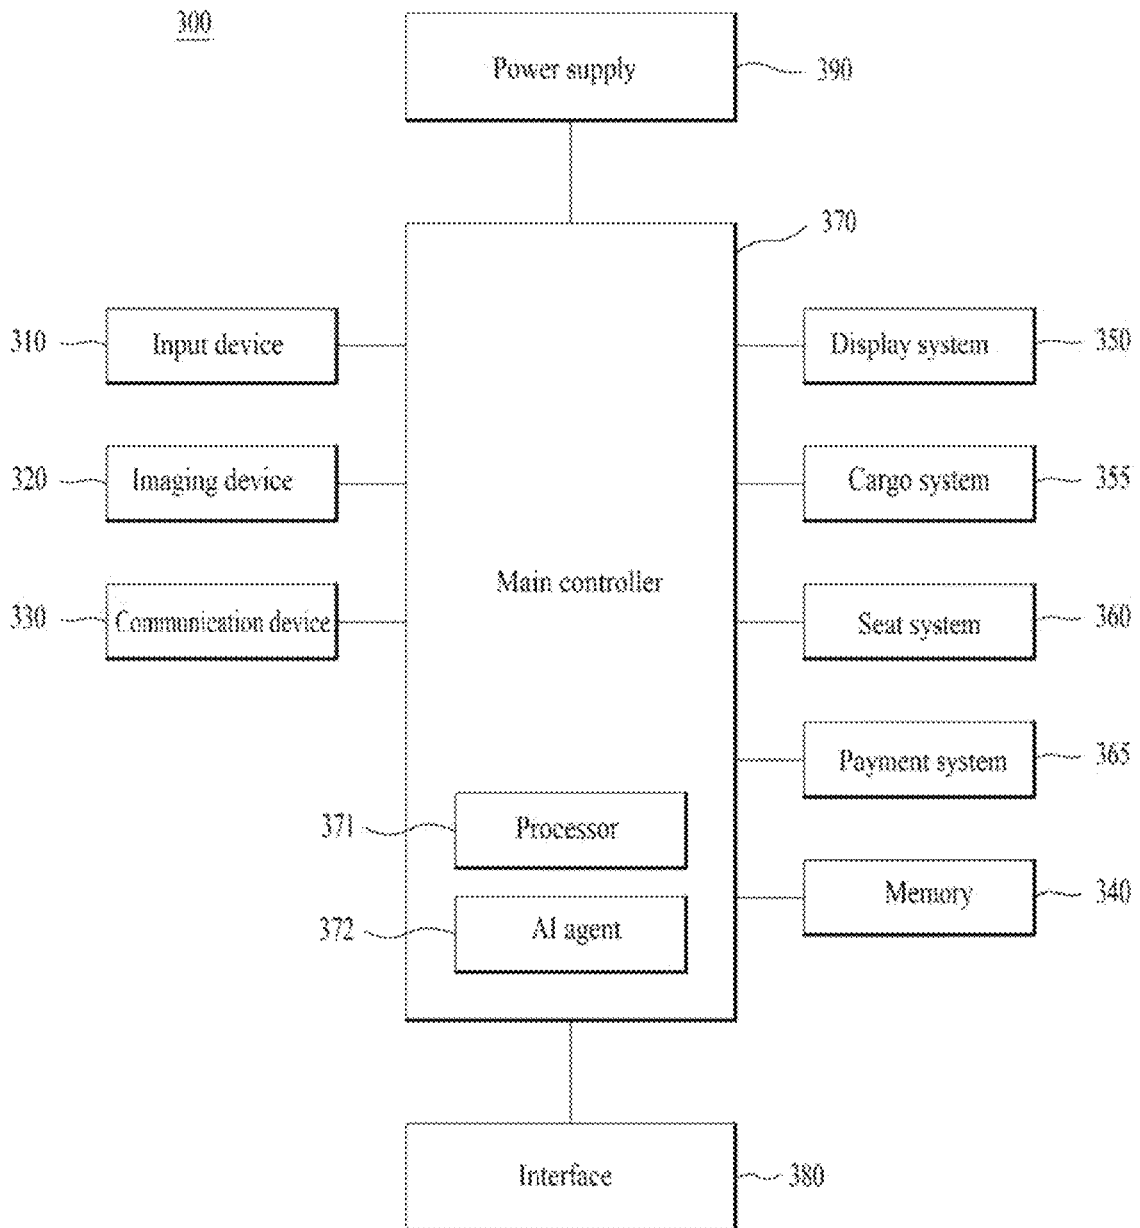 300
Power supply
390
370
310
Input device
Display system
350
320
Imaging device
Cargo system
355
Main controller
330
Communication device
Seat system
360
Payment system
365
371
Processor
Memory
340
372
AI agent
Interface
380